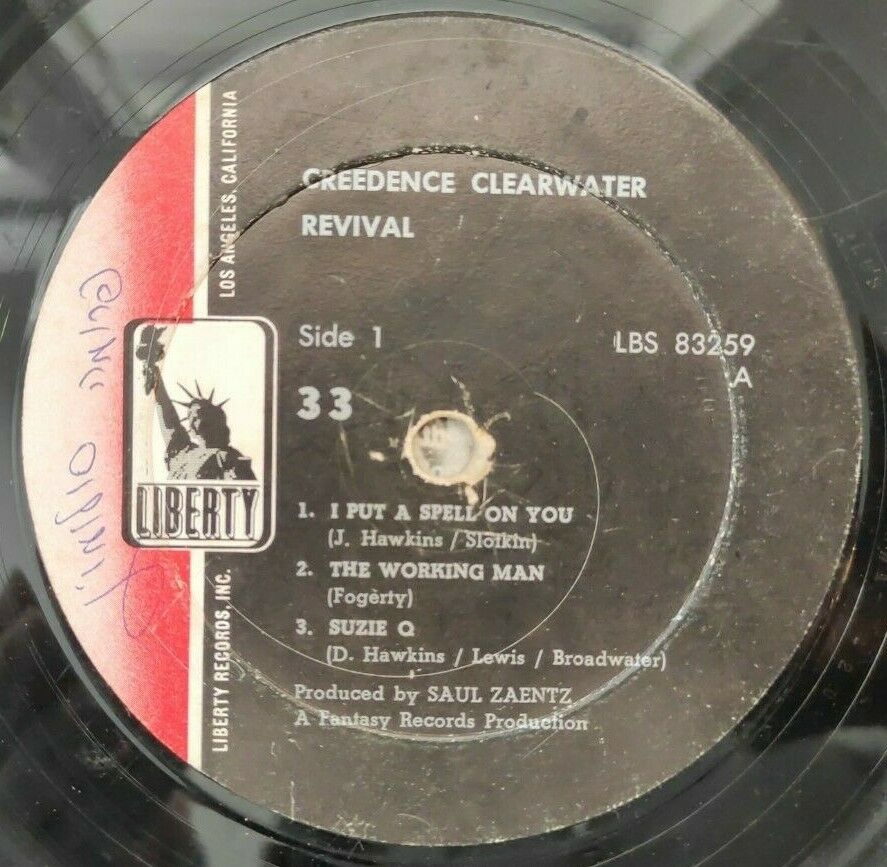 CREEDENCE CLEARWATER
REVIVAL
Side 1
LBS 83259
A
33
1. I PUT A SPELL ON YOU
(J. Hawkins / Slotkin)
2. THE WORKING MAN
(Fogerty)
3. SUZIE Q
(D. Hawkins / Lewis / Broadwater)
Produced by SAUL ZAENTZ
A Fantasy Records Production
LIBERTY
LIBERTY RECORDS, INC.
LOS ANGELES, CALIFORNIA